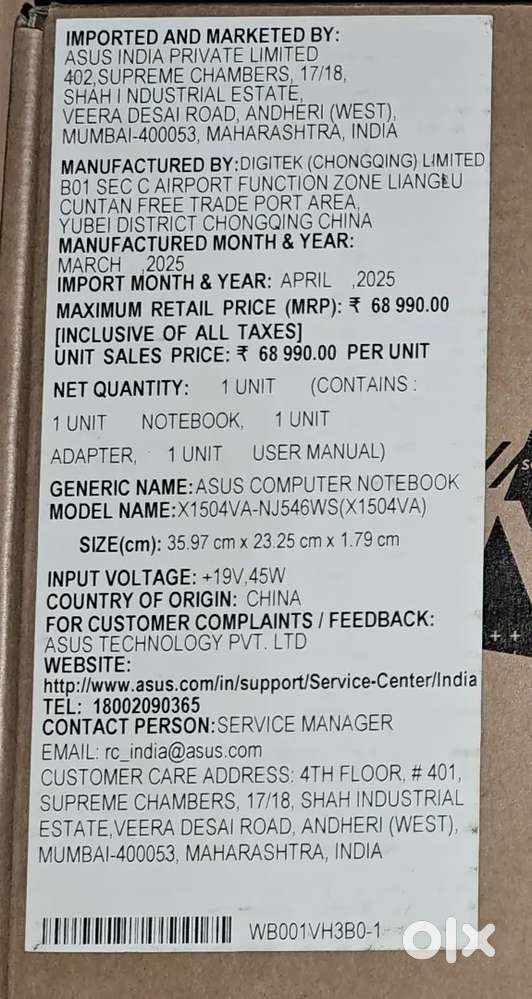 IMPORTED AND MARKETED BY:
ASUS INDIA PRIVATE LIMITED
402,SUPREME CHAMBERS, 17/18,
SHAH I NDUSTRIAL ESTATE,
VEERA DESAI ROAD, ANDHERI (WEST),
MUMBAI-400053, MAHARASHTRA, INDIA
MANUFACTURED BY:DIGITEK (CHONGQING) LIMITED
B01 SEC C AIRPORT FUNCTION ZONE LIANGLU
CUNTAN FREE TRADE PORT AREA,
YUBEI DISTRICT CHONGQING CHINA
MANUFACTURED MONTH & YEAR:
MARCH ,2025
IMPORT MONTH & YEAR: APRIL ,2025
MAXIMUM RETAIL PRICE (MRP): ₹ 68 990.00
[INCLUSIVE OF ALL TAXES]
UNIT SALES PRICE: ₹ 68 990.00 PER UNIT
NET QUANTITY: 1 UNIT (CONTAINS :
1 UNIT NOTEBOOK, 1 UNIT
ADAPTER, 1 UNIT USER MANUAL)
GENERIC NAME:ASUS COMPUTER NOTEBOOK
MODEL NAME:X1504VA-NJ546WS(X1504VA)
SIZE(cm): 35.97 cm x 23.25 cm x 1.79 cm
INPUT VOLTAGE: +19V,45W
COUNTRY OF ORIGIN: CHINA
FOR CUSTOMER COMPLAINTS / FEEDBACK:
ASUS TECHNOLOGY PVT. LTD
WEBSITE:
http://www.asus.com/in/support/Service-Center/India
TEL: 18002090365
CONTACT PERSON:SERVICE MANAGER
EMAIL: rc_india@asus.com
CUSTOMER CARE ADDRESS: 4TH FLOOR, # 401,
SUPREME CHAMBERS, 17/18, SHAH INDUSTRIAL
ESTATE,VEERA DESAI ROAD, ANDHERI (WEST),
MUMBAI-400053, MAHARASHTRA, INDIA
WB001VH3B0-1
olx